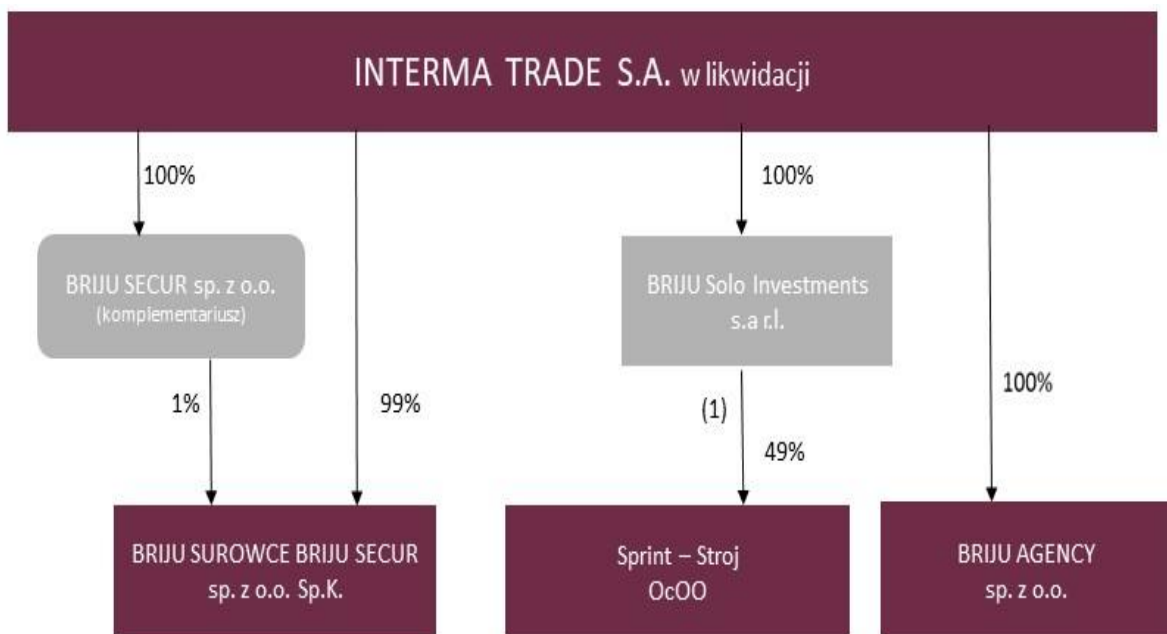 INTERMA TRADE S.A. w likwidacji
100%
100%
BRIJU SECUR sp. z o.o.
(komplementariusz)
BRIJU Solo Investments
s.a r.l.
1%
99%
(1)
49%
100%
BRIJU SUROWCE BRIJU SECUR
sp. z o.o. Sp.K.
Sprint – Stroj
OcOO
BRIJU AGENCY
sp. z o.o.